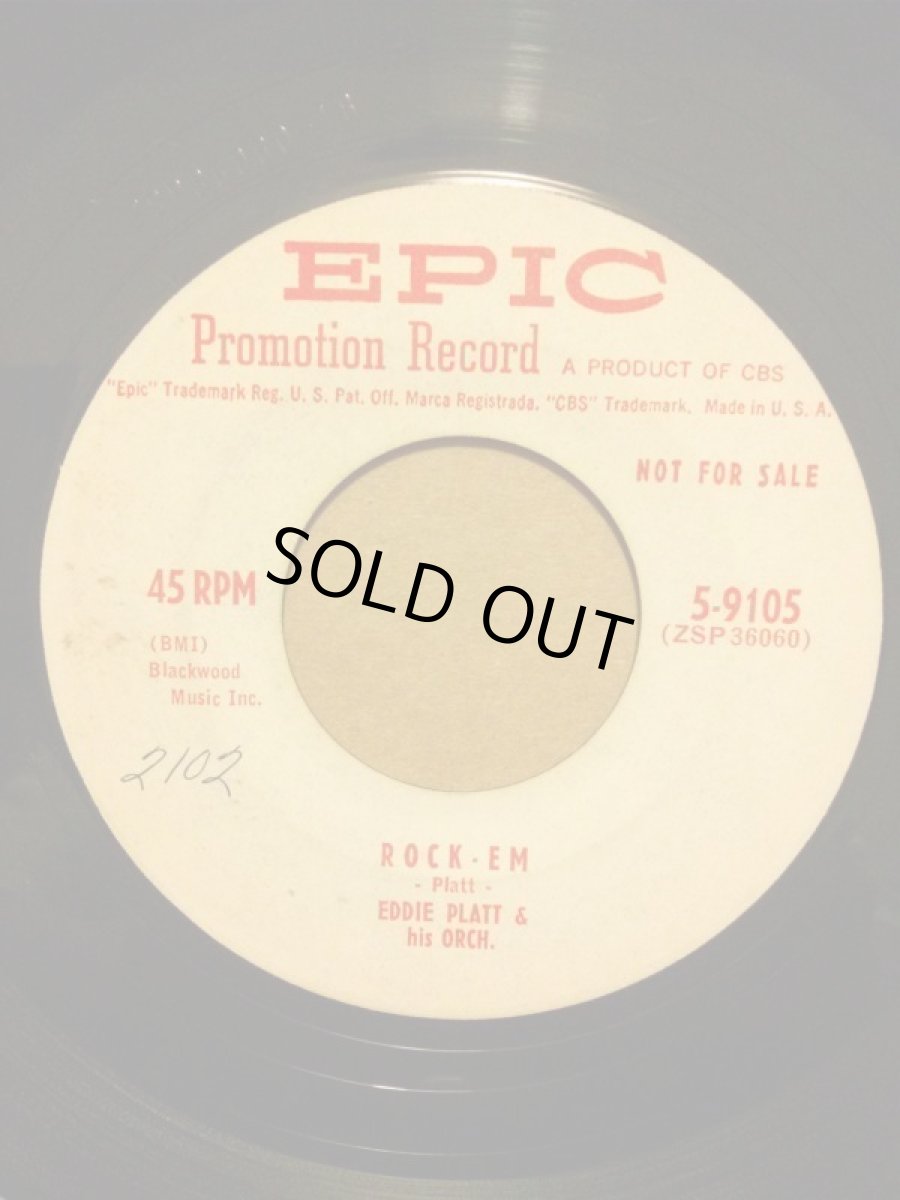 EPIC
Promotion Record A PRODUCT OF CBS
"Epic" Trademark Reg. U. S. Pat. Off. Marca Registrada. "CBS" Trademark. Made in U. S. A.
NOT FOR SALE
SOLD OUT
45 RPM
5-9105
(ZSP 36060)
(BMI)
Blackwood
Music Inc.
2102
ROCK-EM
- Platt -
EDDIE PLATT &
his ORCH.